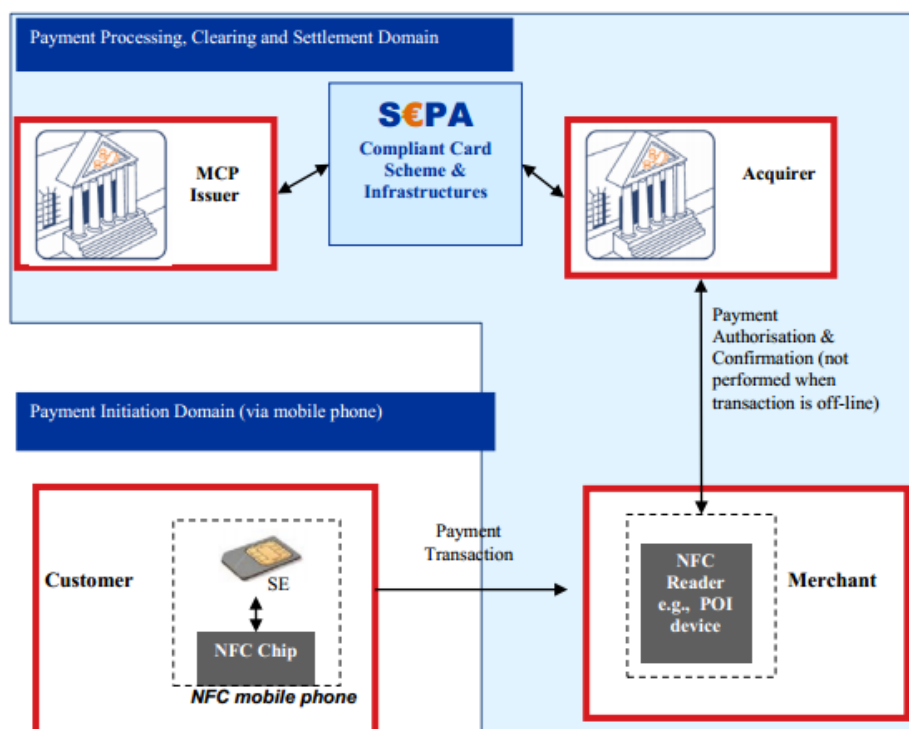 Payment Processing, Clearing and Settlement Domain
MCP
Issuer
S€PA
Compliant Card
Scheme &
Infrastructures
Acquirer
Payment
Authorisation &
Confirmation (not
performed when
transaction is off-line)
Payment Initiation Domain (via mobile phone)
Customer
SE
NFC Chip
NFC mobile phone
Payment
Transaction
NFC
Reader
e.g., POI
device
Merchant